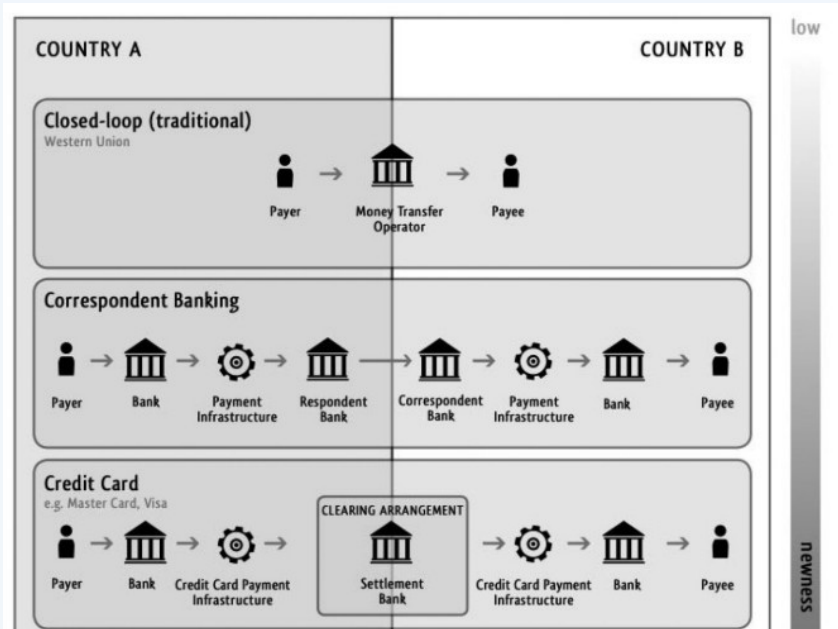 low
COUNTRY A
COUNTRY B
Closed-loop (traditional)
Western Union
Payer
Money Transfer
Operator
Payee
Correspondent Banking
Payer
Bank
Payment
Infrastructure
Respondent
Bank
Correspondent
Bank
Payment
Infrastructure
Bank
Payee
Credit Card
e.g. Master Card, Visa
CLEARING ARRANGEMENT
Payer
Bank
Credit Card Payment
Infrastructure
Settlement
Bank
Credit Card Payment
Infrastructure
Bank
Payee
newness